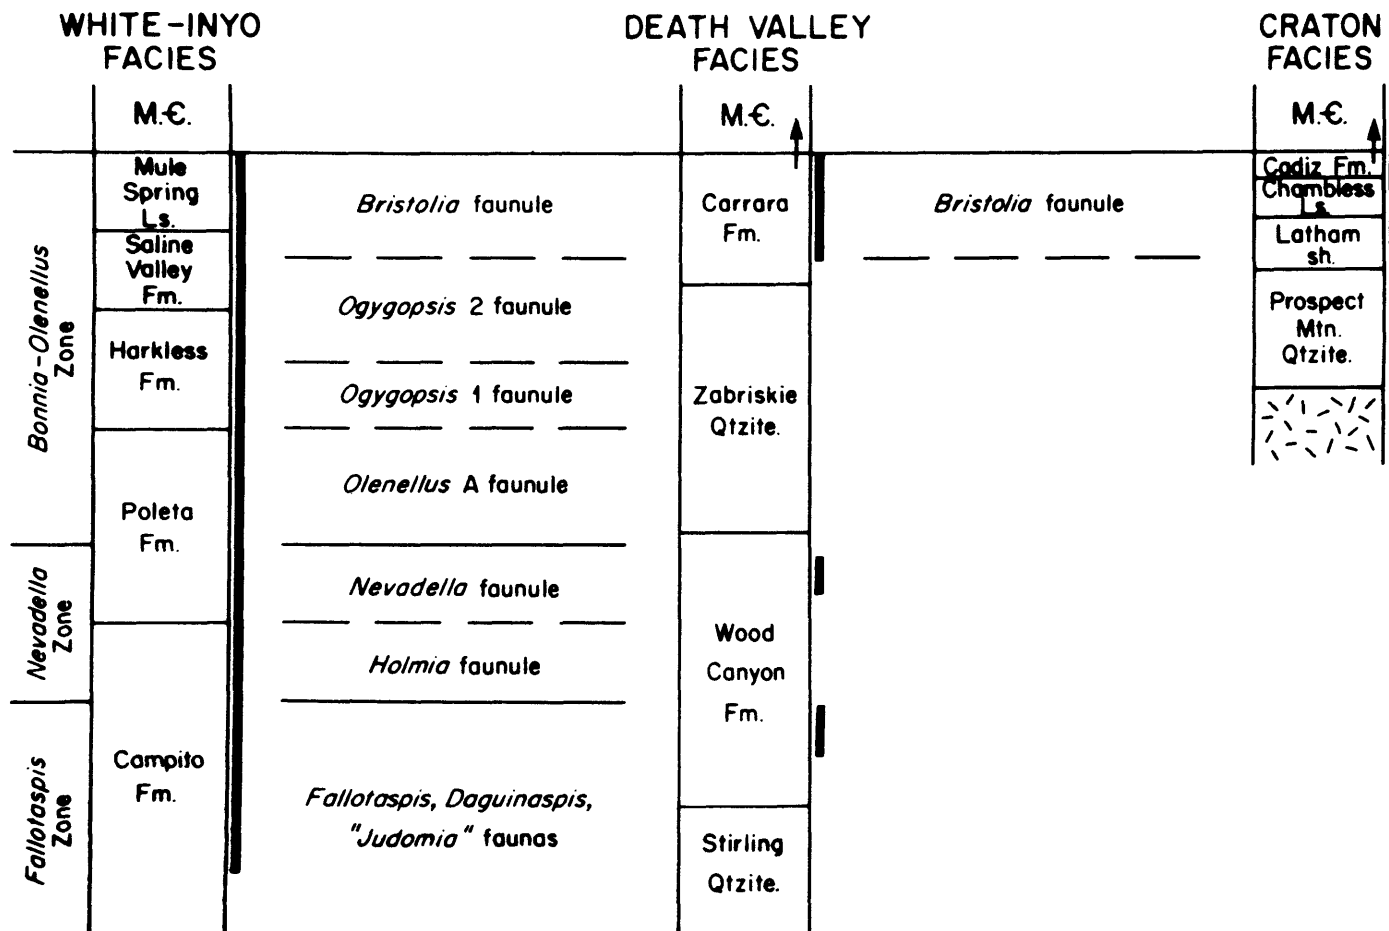 WHITE-INYO
FACIES
DEATH VALLEY
FACIES
CRATON
FACIES
M.Є.
M.Є.
M.Є.
Bonnia-Olenellus
Zone
Nevadella
Zone
Fallotaspis
Zone
Mule
Spring
Ls.
Saline
Valley
Fm.
Harkless
Fm.
Poleta
Fm.
Campito
Fm.
Bristolia faunule
Ogygopsis 2 faunule
Ogygopsis 1 faunule
Olenellus A faunule
Nevadella faunule
Holmia faunule
Fallotaspis, Daguinaspis,
"Judomia" faunas
Carrara
Fm.
Zabriskie
Qtzite.
Wood
Canyon
Fm.
Stirling
Qtzite.
Bristolia faunule
Cadiz Fm.
Chambless
Ls.
Latham
sh.
Prospect
Mtn.
Qtzite.